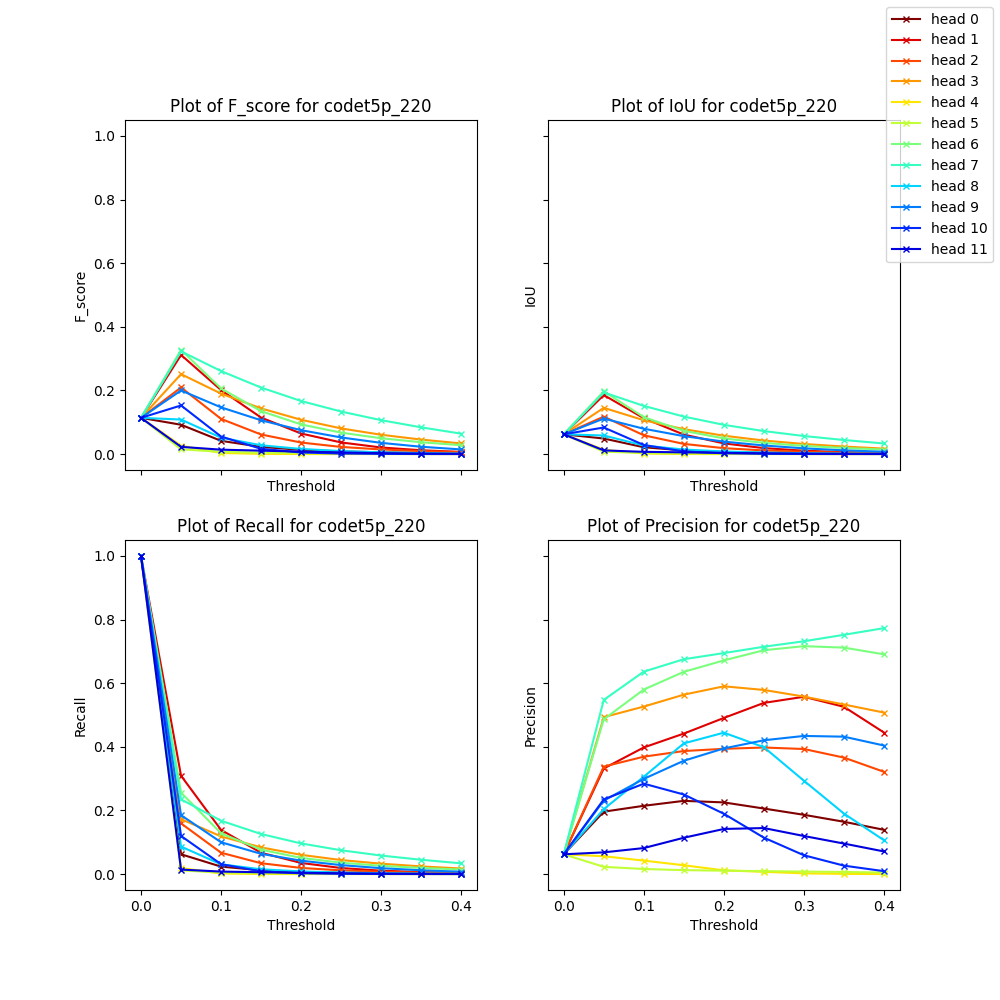 head 0
head 1
head 2
head 3
head 4
head 5
head 6
head 7
head 8
head 9
head 10
head 11
Plot of F_score for codet5p_220
1.0
0.8
0.6
0.4
0.2
0.0
F_score
Threshold
Plot of IoU for codet5p_220
IoU
Threshold
Plot of Recall for codet5p_220
1.0
0.8
0.6
0.4
0.2
0.0
Recall
0.0 0.1 0.2 0.3 0.4
Threshold
Plot of Precision for codet5p_220
Precision
0.0 0.1 0.2 0.3 0.4
Threshold